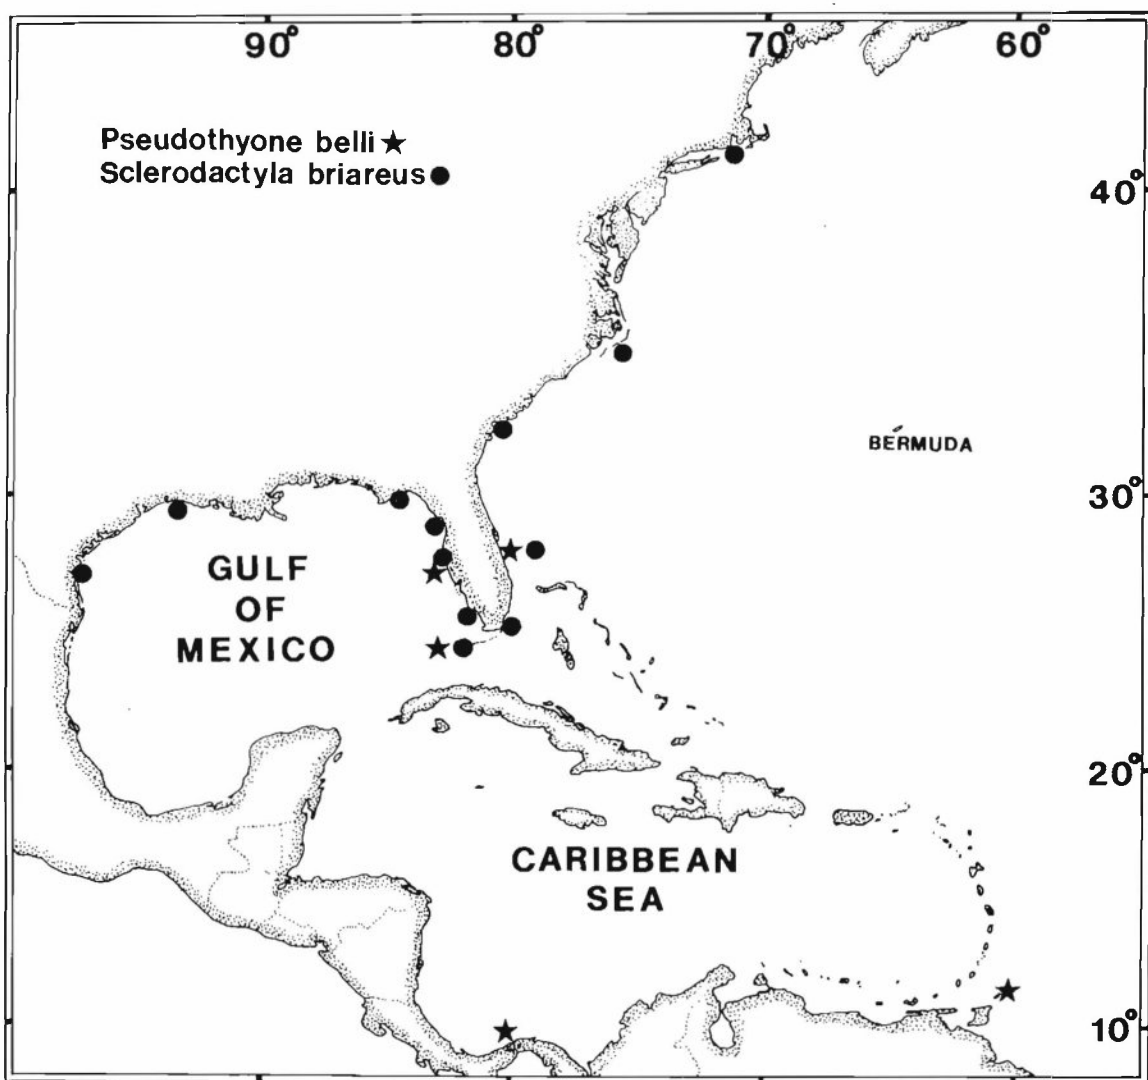 90° 80° 70° 60°
Pseudothyone belli ★
Sclerodactyla briareus ●
40°
BERMUDA
30°
GULF
OF
MEXICO
20°
CARIBBEAN
SEA
10°